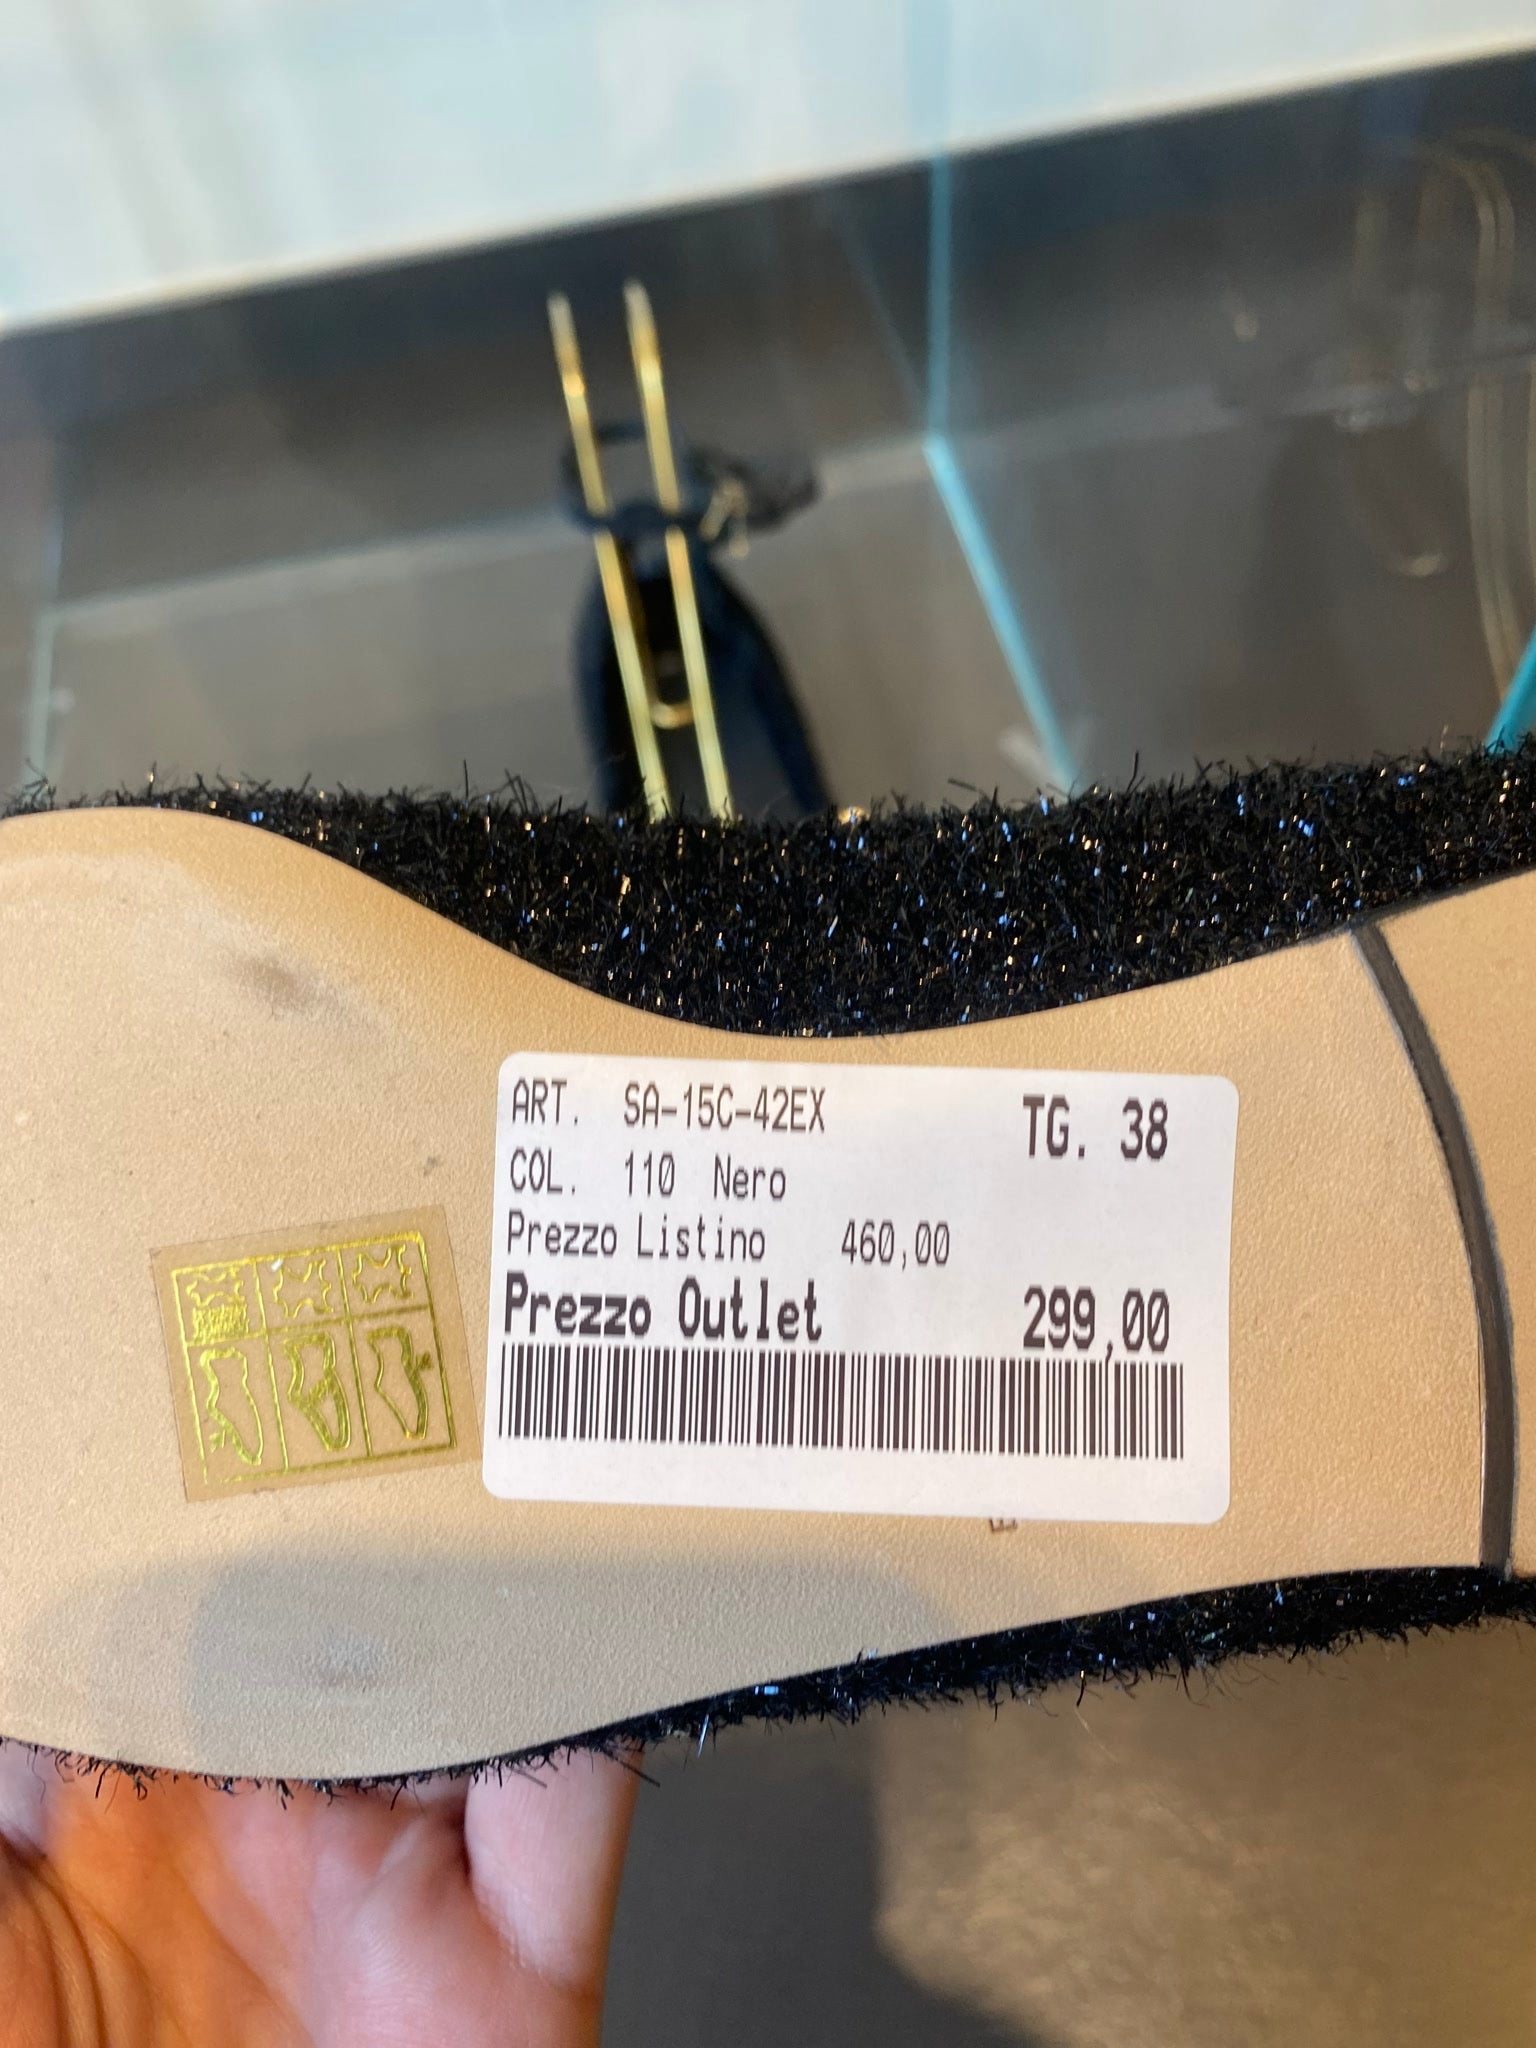 ART. SA-15C-42EX TG. 38
COL. 110 Nero
Prezzo Listino 460,00
Prezzo Outlet 299,00